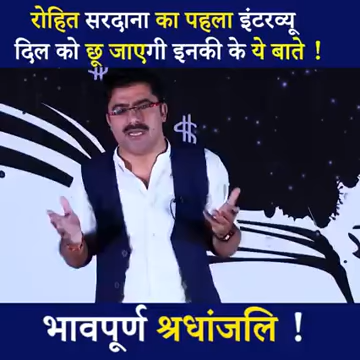 रोहित सरदाना का पहला इंटरव्यू
दिल को छू जाएगी इनकी के ये बाते !
भावपूर्ण श्रधांजलि !